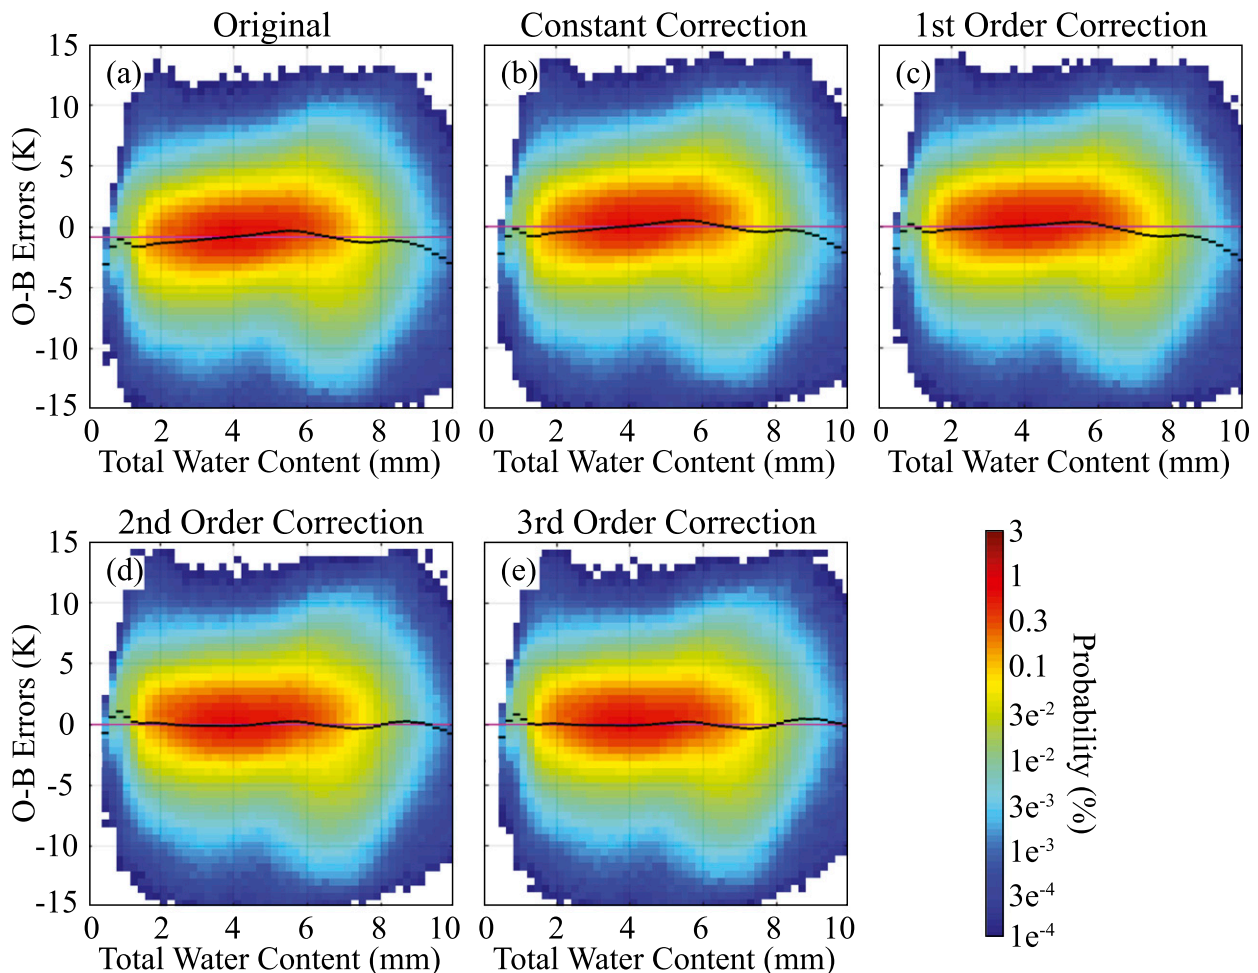 Original
Constant Correction
1st Order Correction
(a)
(b)
(c)
O-B Errors (K)
15
10
5
0
-5
-10
-15
0 2 4 6 8 10
0 2 4 6 8 10
0 2 4 6 8 10
Total Water Content (mm)
Total Water Content (mm)
Total Water Content (mm)
2nd Order Correction
3rd Order Correction
(d)
(e)
O-B Errors (K)
15
10
5
0
-5
-10
-15
0 2 4 6 8 10
0 2 4 6 8 10
Total Water Content (mm)
Total Water Content (mm)
3
1
0.3
0.1
3e-2
1e-2
3e-3
1e-3
3e-4
1e-4
Probability (%)